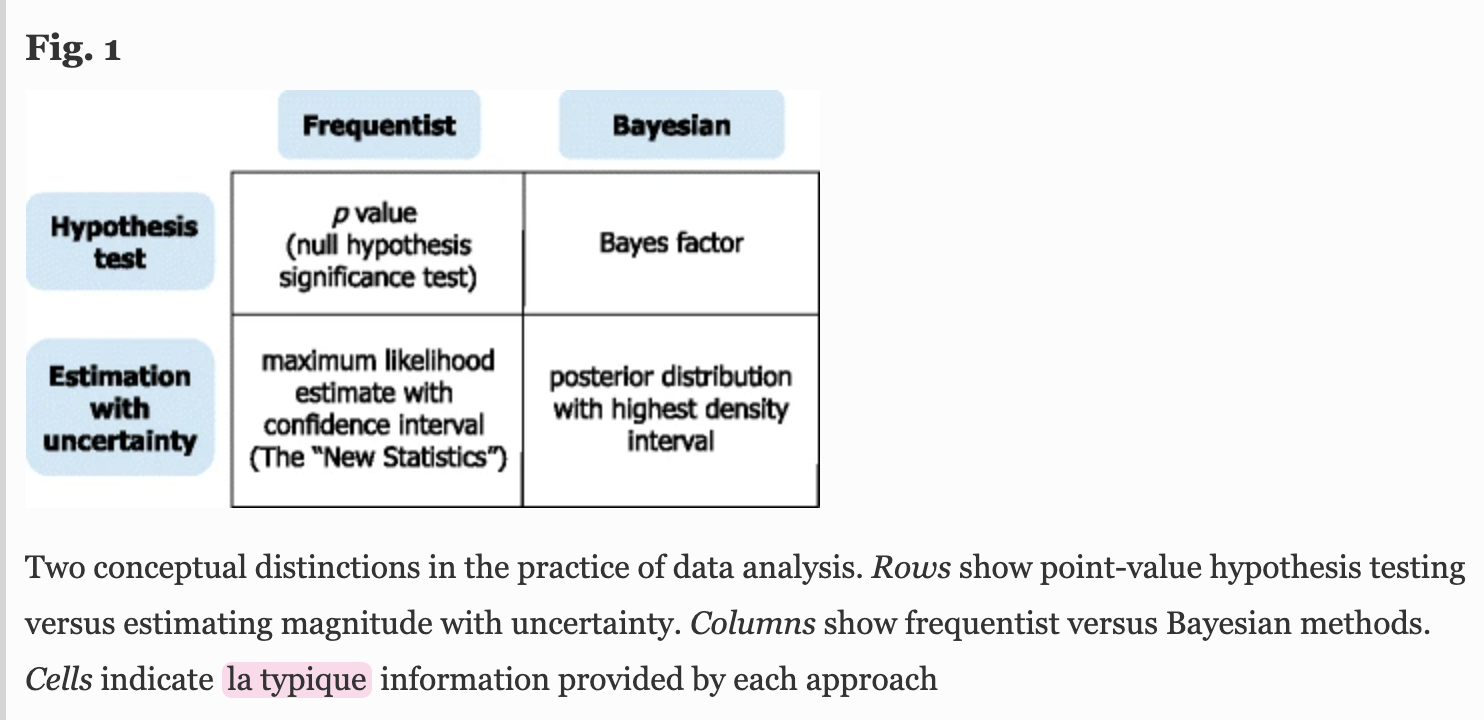 Fig. 1
Frequentist
Bayesian
Hypothesis
test
p value
(null hypothesis
significance test)
Bayes factor
Estimation
with
uncertainty
maximum likelihood
estimate with
confidence interval
(The “New Statistics”)
posterior distribution
with highest density
interval
Two conceptual distinctions in the practice of data analysis. Rows show point-value hypothesis testing
versus estimating magnitude with uncertainty. Columns show frequentist versus Bayesian methods.
Cells indicate la typique information provided by each approach